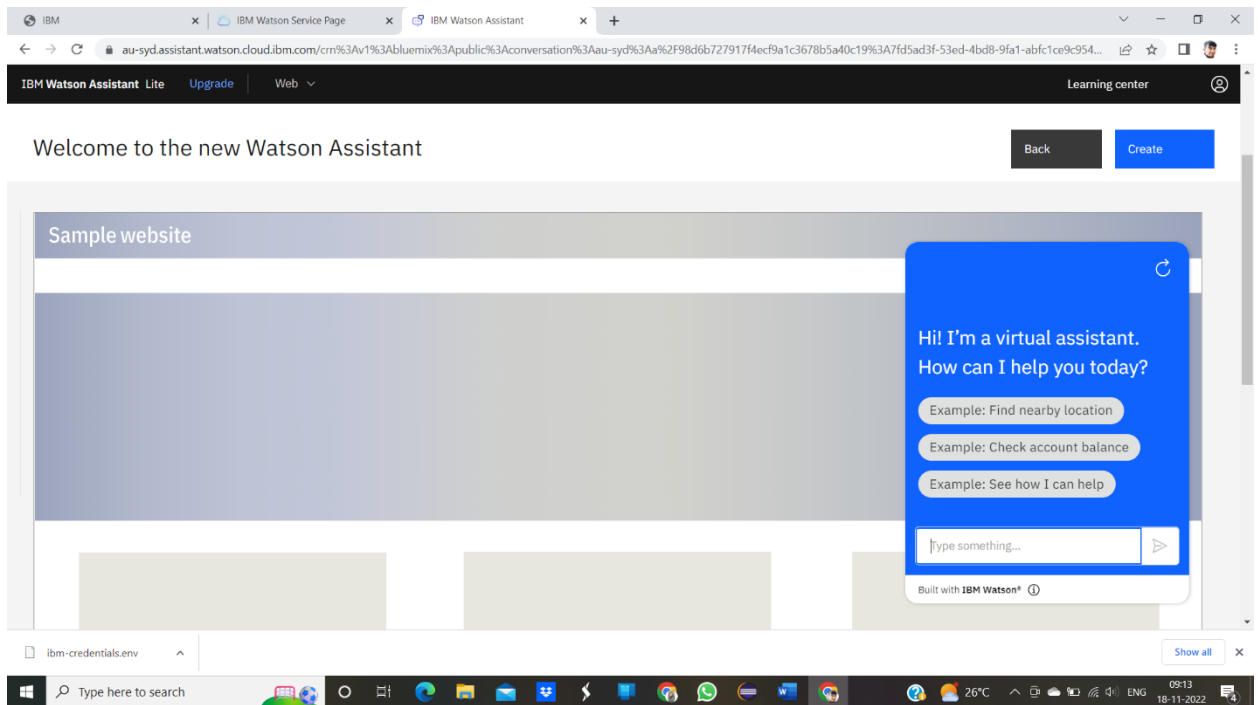 IBM
IBM Watson Service Page
IBM Watson Assistant
au-syd.assistant.watson.cloud.ibm.com/crn%3Av1%3Abluemix%3Apublic%3Aconversation%3Aau-syd%3Aa%2F98d6b727917f4ecf9a1c3678b5a40c19%3A7fd5ad3f-53ed-4bd8-9fa1-abfc1ce9c954...
IBM Watson Assistant Lite Upgrade Web Learning center
Welcome to the new Watson Assistant
Back
Create
Sample website
Hi! I'm a virtual assistant.
How can I help you today?
Example: Find nearby location
Example: Check account balance
Example: See how I can help
Type something...
Built with IBM Watson®
ibm-credentials.env
Show all
Type here to search
26°C
ENG
09:13
18-11-2022
4